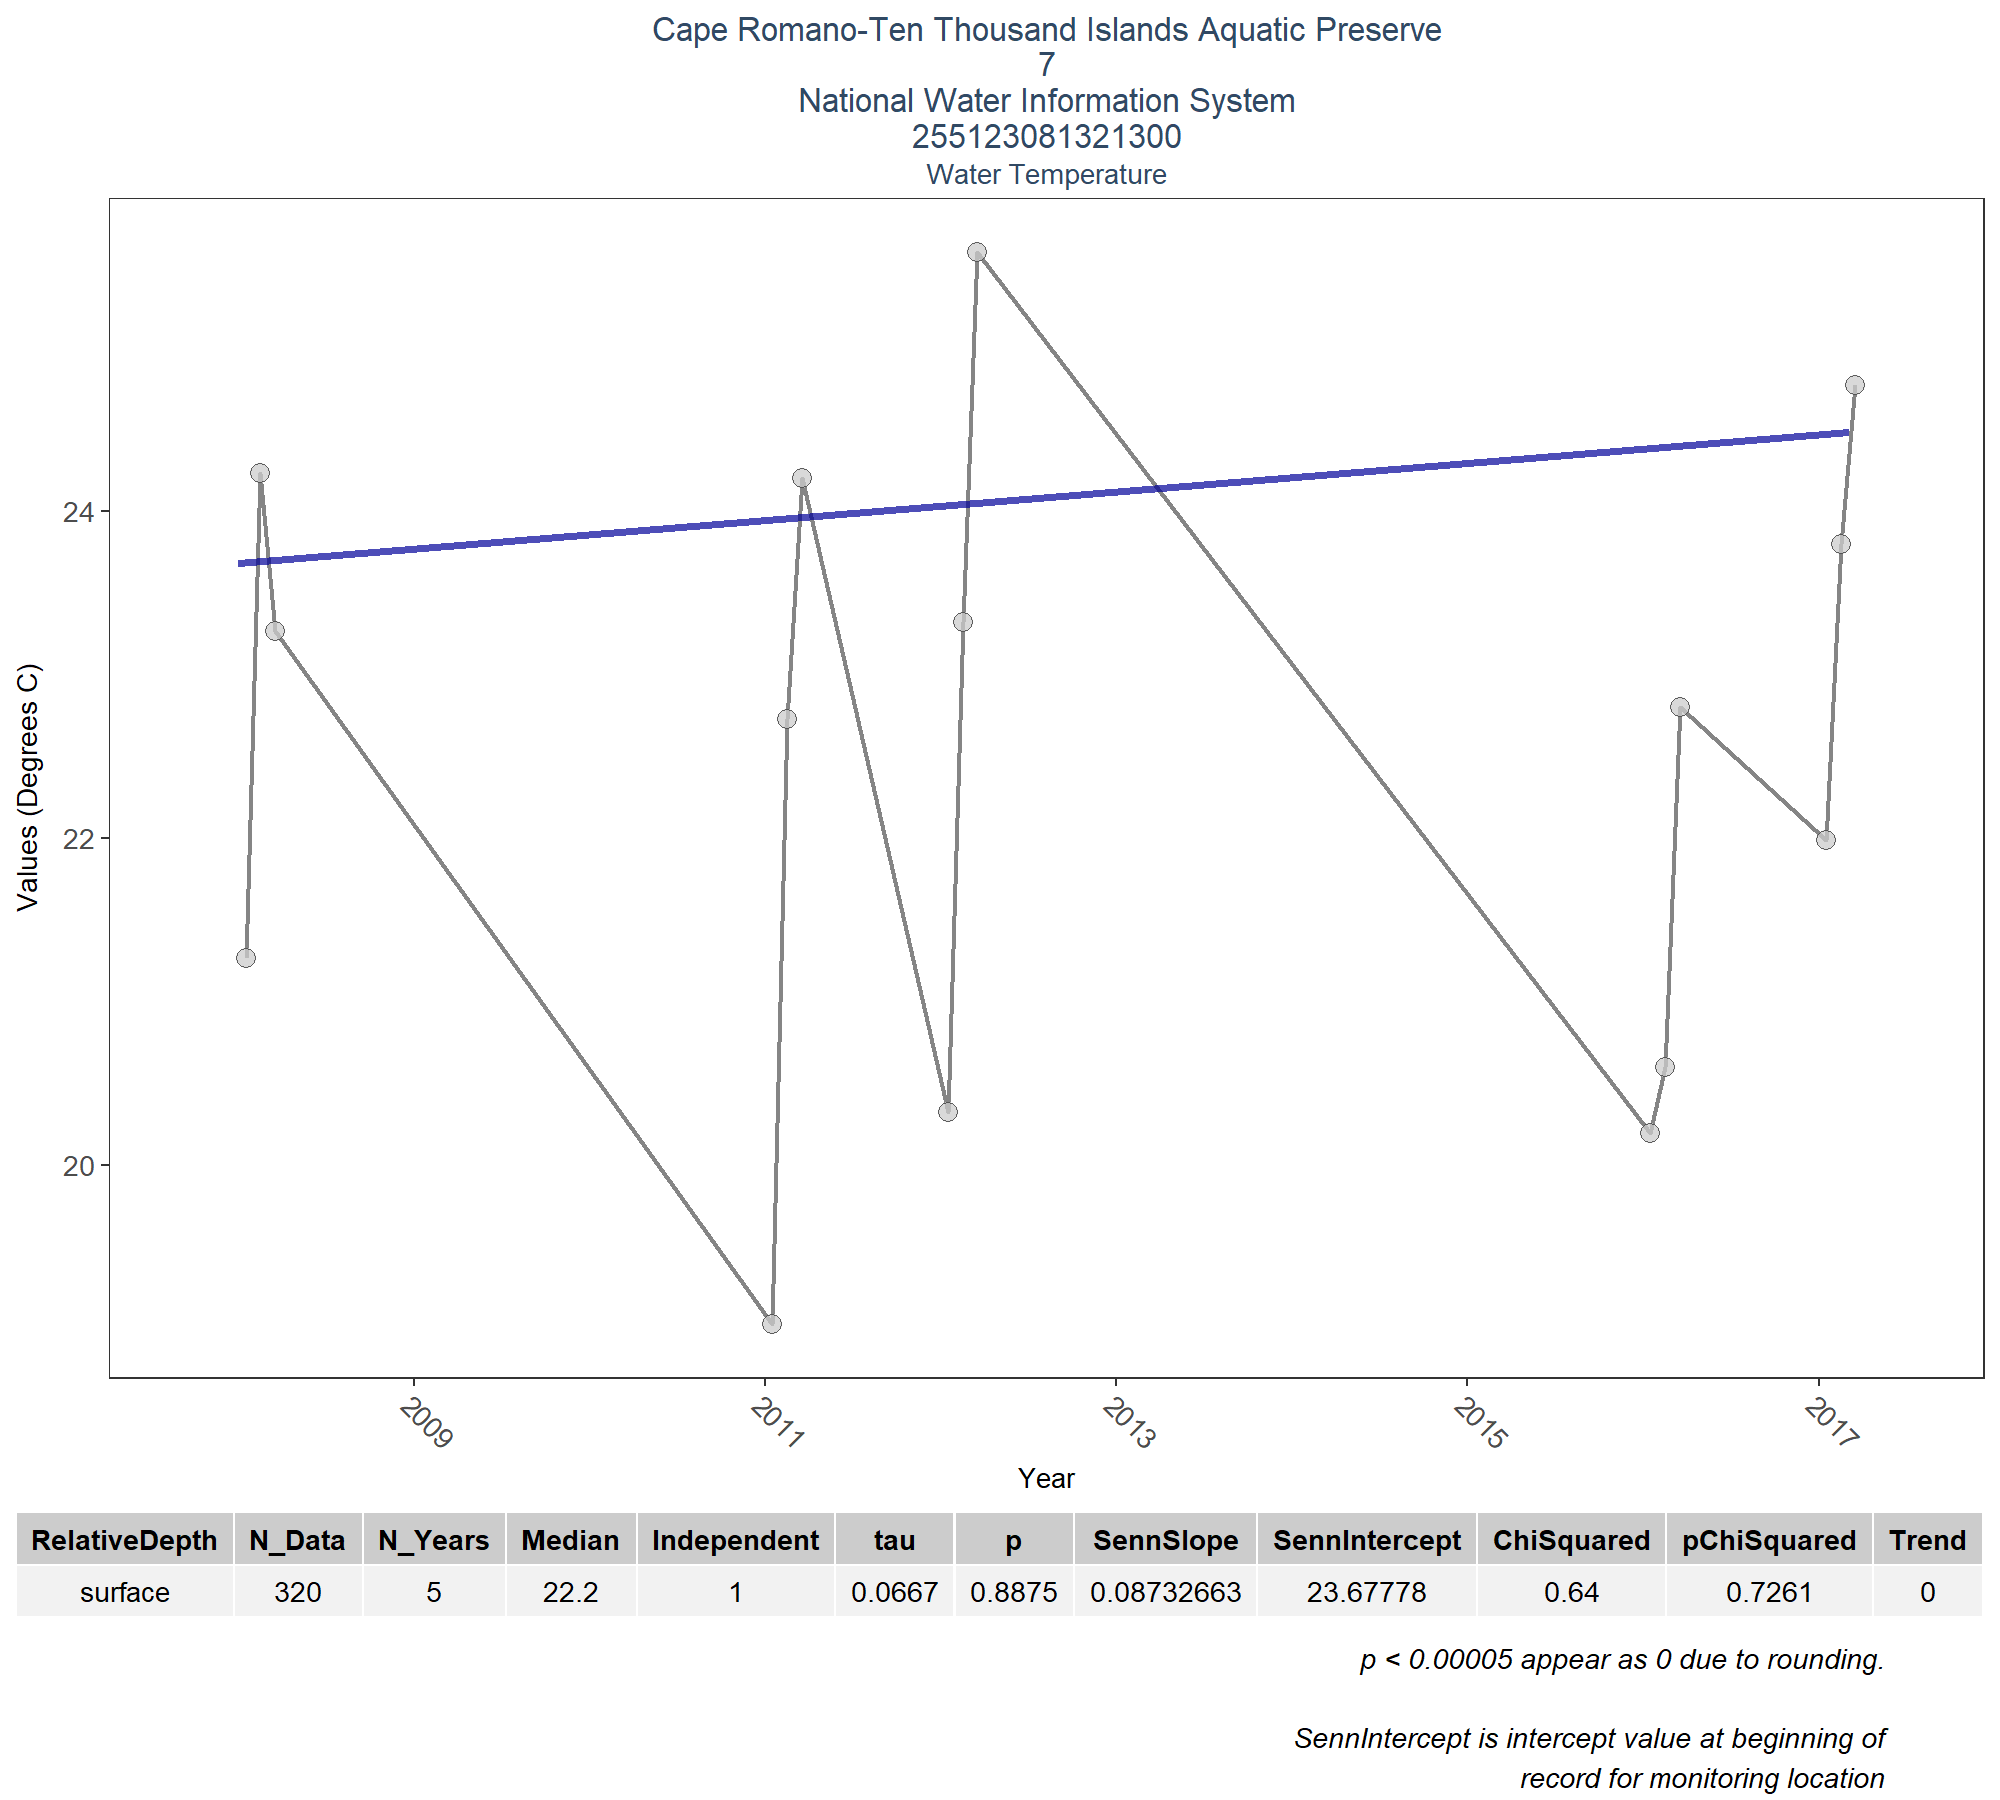 Cape Romano-Ten Thousand Islands Aquatic Preserve
7
National Water Information System
255123081321300
Water Temperature
Values (Degrees C)
24
22
20
2009
2011
2013
2015
2017
Year
RelativeDepth N_Data N_Years Median Independent tau p SennSlope SennIntercept ChiSquared pChiSquared Trend
surface 320 5 22.2 1 0.0667 0.8875 0.08732663 23.67778 0.64 0.7261 0
p < 0.00005 appear as 0 due to rounding.
SennIntercept is intercept value at beginning of
record for monitoring location